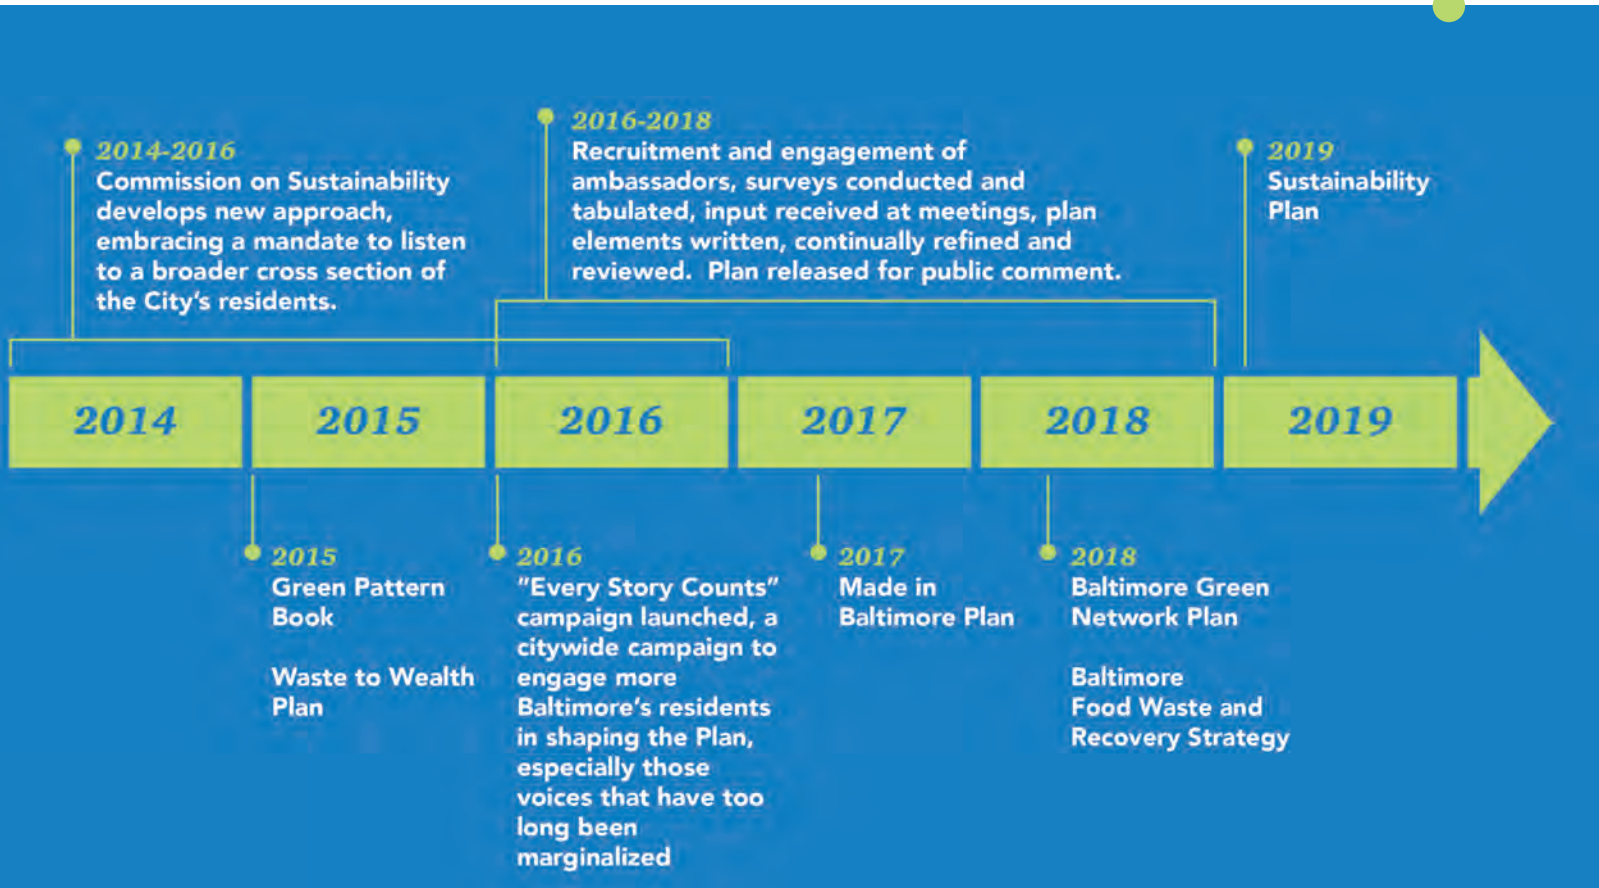 2014-2016
Commission on Sustainability
develops new approach,
embracing a mandate to listen
to a broader cross section of
the City's residents.
2016-2018
Recruitment and engagement of
ambassadors, surveys conducted and
tabulated, input received at meetings, plan
elements written, continually refined and
reviewed.  Plan released for public comment.
2019
Sustainability
Plan
2014
2015
2016
2017
2018
2019
2015
Green Pattern
Book
Waste to Wealth
Plan
2016
"Every Story Counts"
campaign launched, a
citywide campaign to
engage more
Baltimore's residents
in shaping the Plan,
especially those
voices that have too
long been
marginalized
2017
Made in
Baltimore Plan
2018
Baltimore Green
Network Plan
Baltimore
Food Waste and
Recovery Strategy